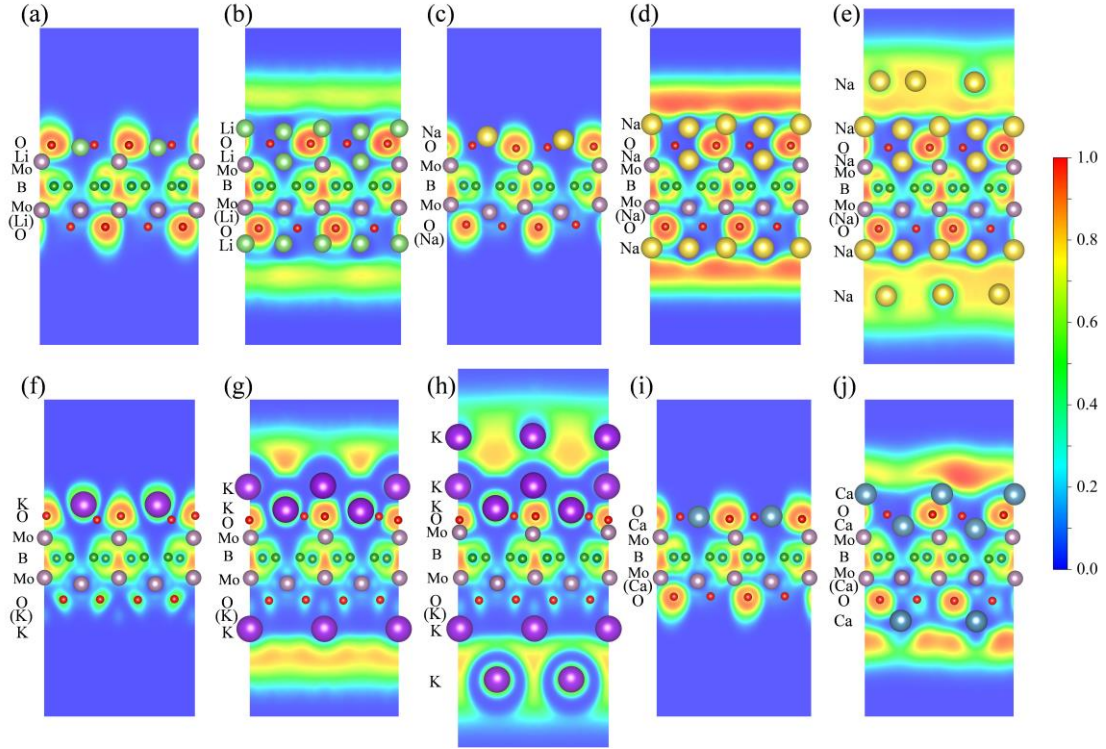 (a)
O
Li
Mo
B
Mo
(Li)
O
(b)
Li
O
Li
Mo
B
Mo
(Li)
O
Li
(c)
Na
O
Mo
B
Mo
O
(Na)
(d)
Na
O
Na
Mo
B
Mo
(Na)
O
Na
(e)
Na
Na
O
Na
Mo
B
Mo
(Na)
O
Na
Na
1.0
0.8
0.6
0.4
0.2
0.0
(f)
K
O
Mo
B
Mo
O
(K)
K
(g)
K
K
O
Mo
B
Mo
O
(K)
K
(h)
K
K
K
O
Mo
B
Mo
O
(K)
K
K
(i)
O
Ca
Mo
B
Mo
(Ca)
O
(j)
Ca
O
Ca
Mo
B
Mo
(Ca)
O
Ca